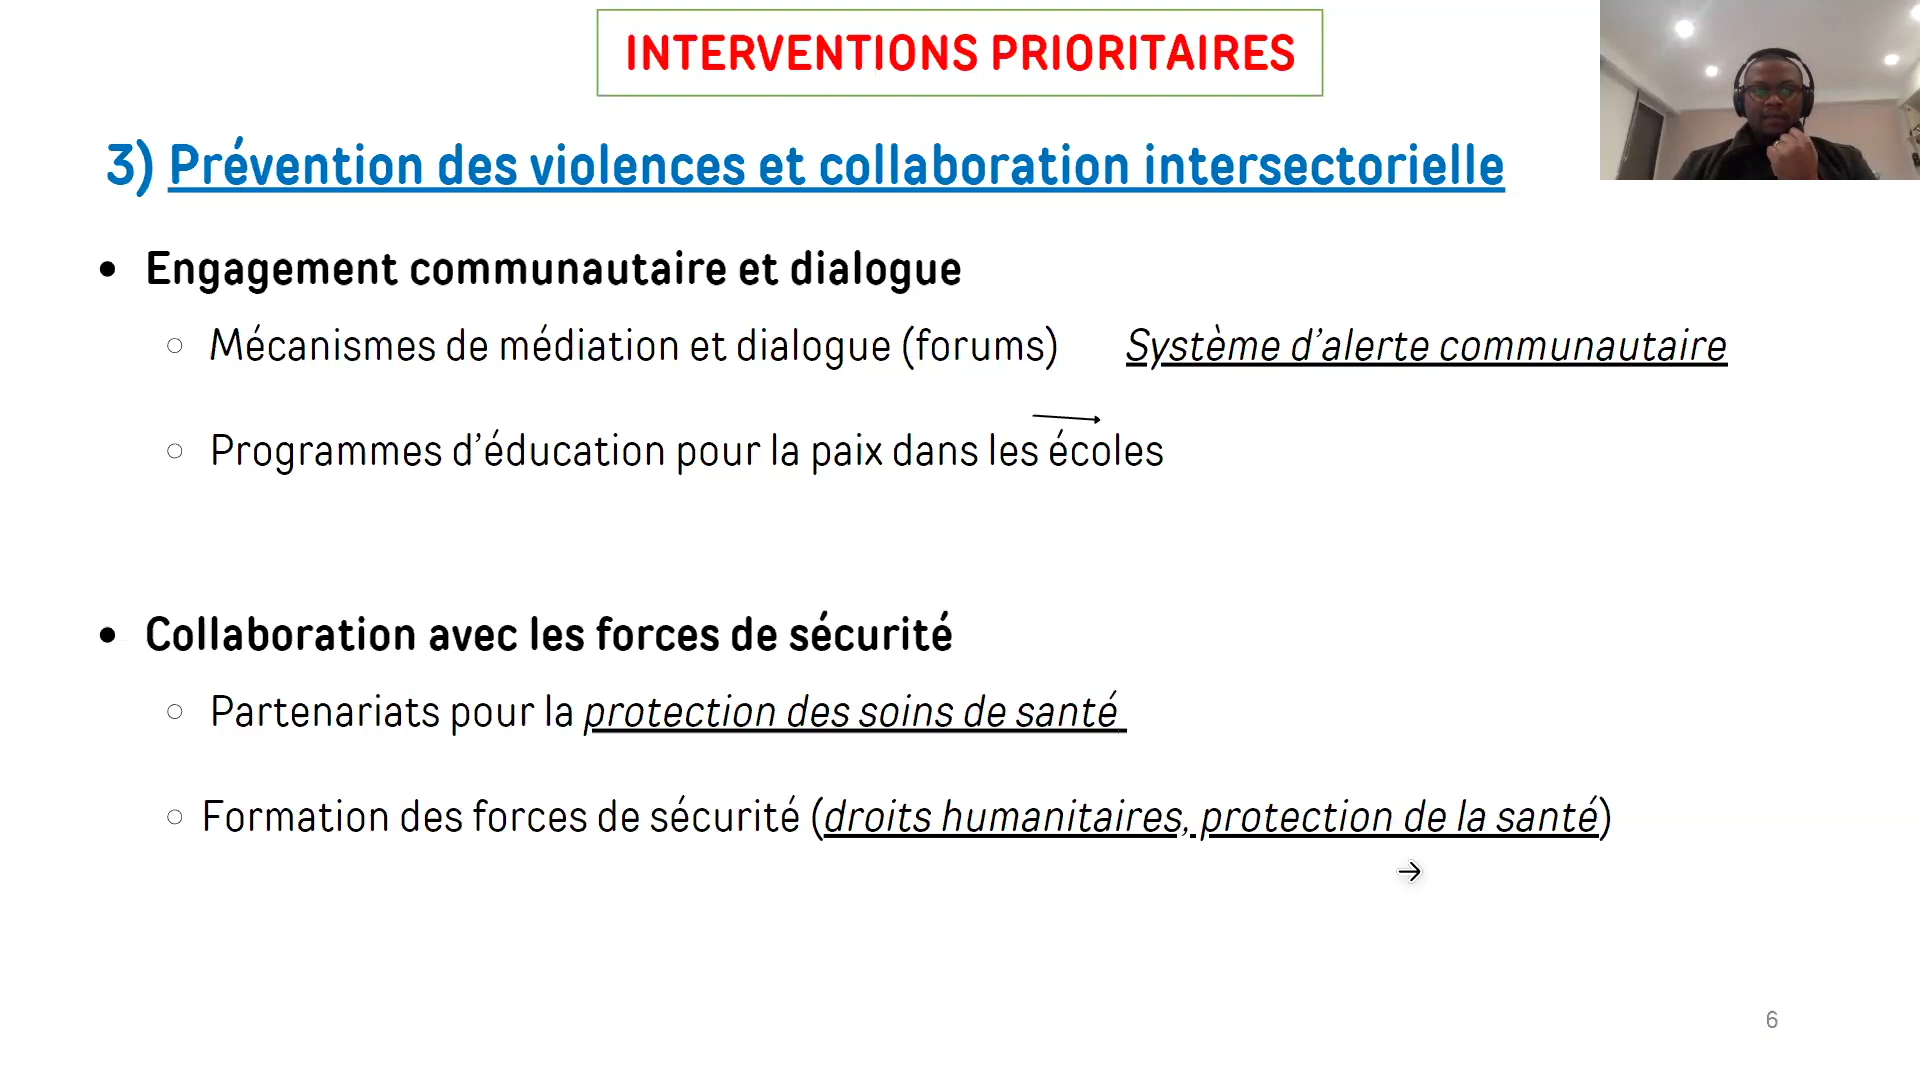 INTERVENTIONS PRIORITAIRES
3) Prévention des violences et collaboration intersectorielle
• Engagement communautaire et dialogue
○ Mécanismes de médiation et dialogue (forums) Système d’alerte communautaire
○ Programmes d’éducation pour la paix dans les écoles
• Collaboration avec les forces de sécurité
○ Partenariats pour la protection des soins de santé
○ Formation des forces de sécurité (droits humanitaires, protection de la santé)
→
6